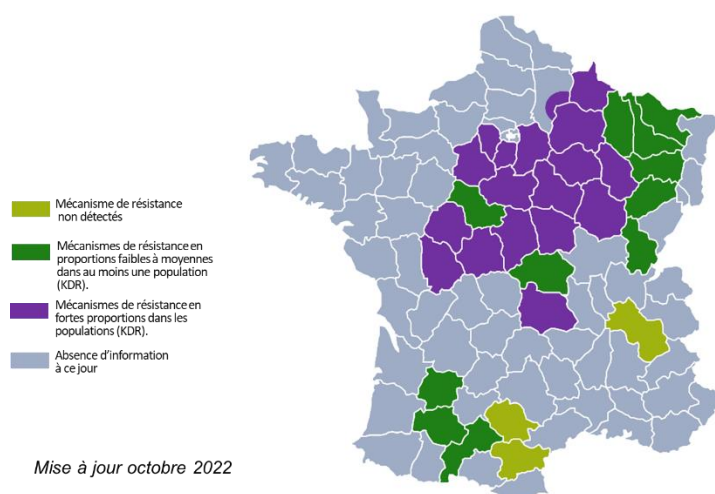 Mécanisme de résistance
non détectés
Mécanismes de résistance en
proportions faibles à moyennes
dans au moins une population
(KDR).
Mécanismes de résistance en
fortes proportions dans les
populations (KDR).
Absence d'information
à ce jour
Mise à jour octobre 2022